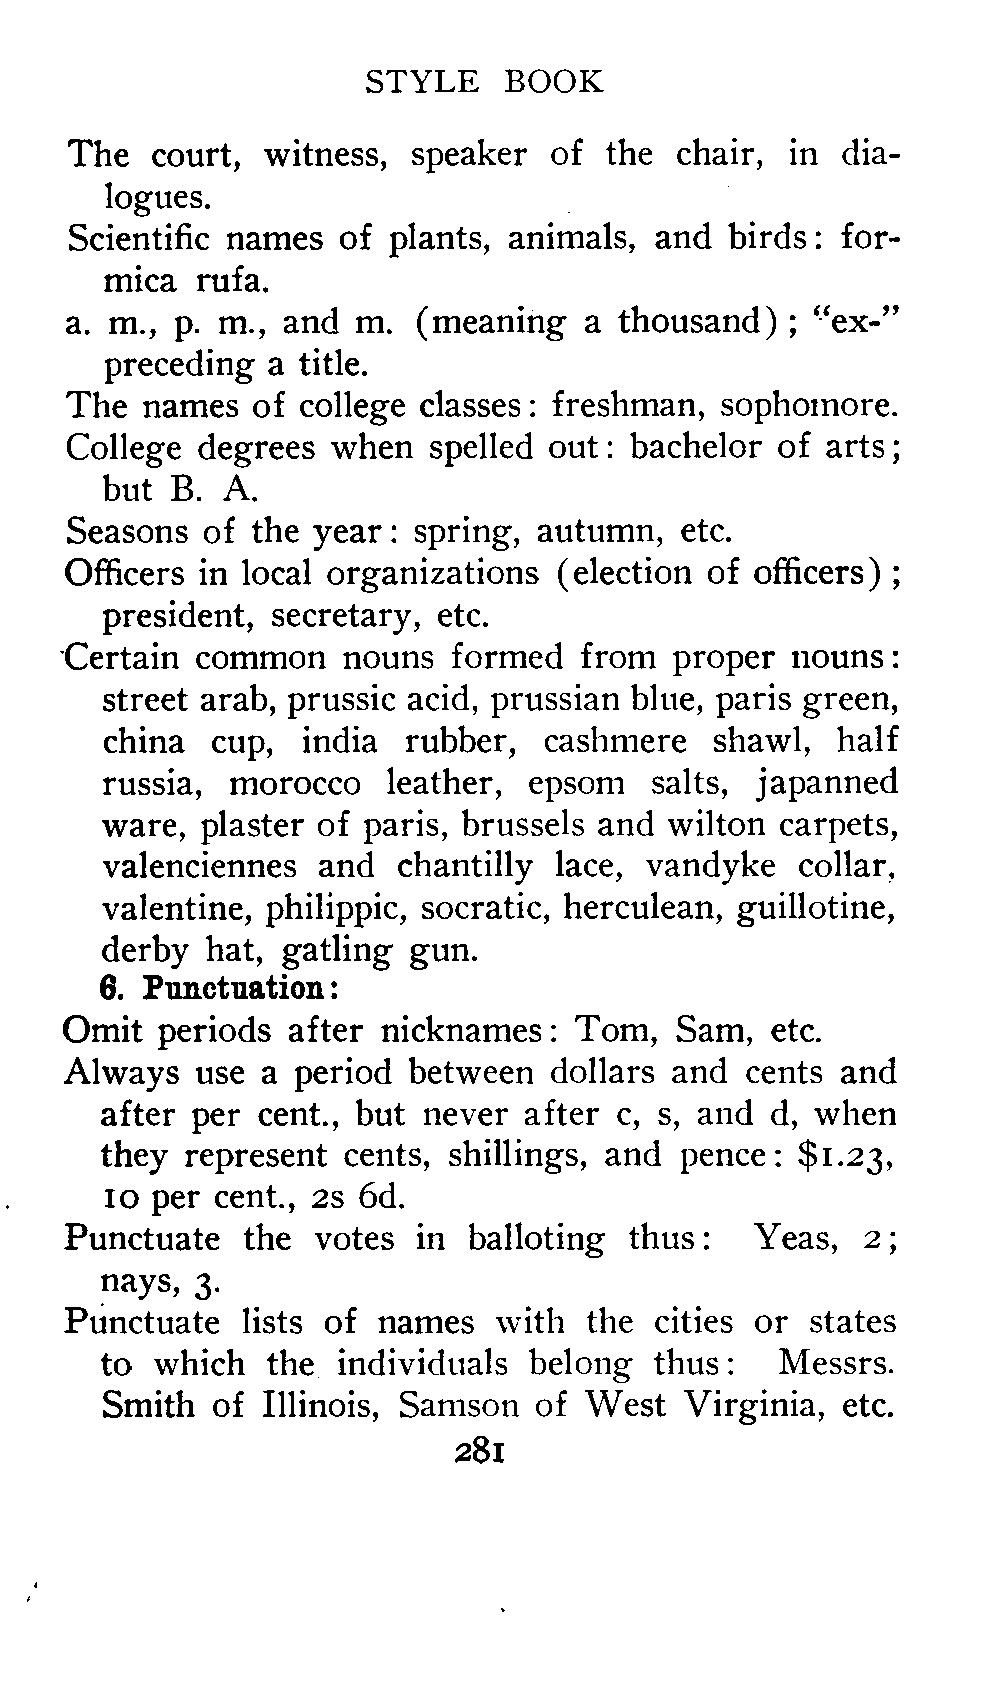 STYLE BOOK
The court, witness, speaker of the chair, in dia-
logues.
Scientific names of plants, animals, and birds: for-
mica rufa.
a. m., p. m., and m. (meaning a thousand); “ex-”
preceding a title.
The names of college classes: freshman, sophomore.
College degrees when spelled out: bachelor of arts;
but B. A.
Seasons of the year: spring, autumn, etc.
Officers in local organizations (election of officers);
president, secretary, etc.
Certain common nouns formed from proper nouns:
street arab, prussic acid, prussian blue, paris green,
china cup, india rubber, cashmere shawl, half
russia, morocco leather, epsom salts, japanned
ware, plaster of paris, brussels and wilton carpets,
valenciennes and chantilly lace, vandyke collar,
valentine, philippic, socratic, herculean, guillotine,
derby hat, gatling gun.
6. Punctuation:
Omit periods after nicknames: Tom, Sam, etc.
Always use a period between dollars and cents and
after per cent., but never after c, s, and d, when
they represent cents, shillings, and pence: $1.23,
10 per cent., 2s 6d.
Punctuate the votes in balloting thus: Yeas, 2;
nays, 3.
Punctuate lists of names with the cities or states
to which the individuals belong thus: Messrs.
Smith of Illinois, Samson of West Virginia, etc.
281